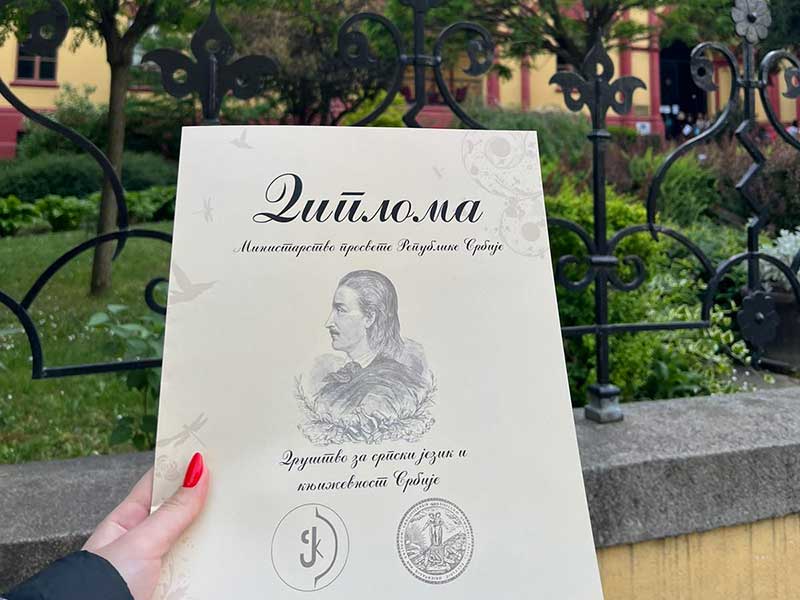 Диплома
Министарство просвете Републике Србије
Друштво за српски језик и
књижевност Србије